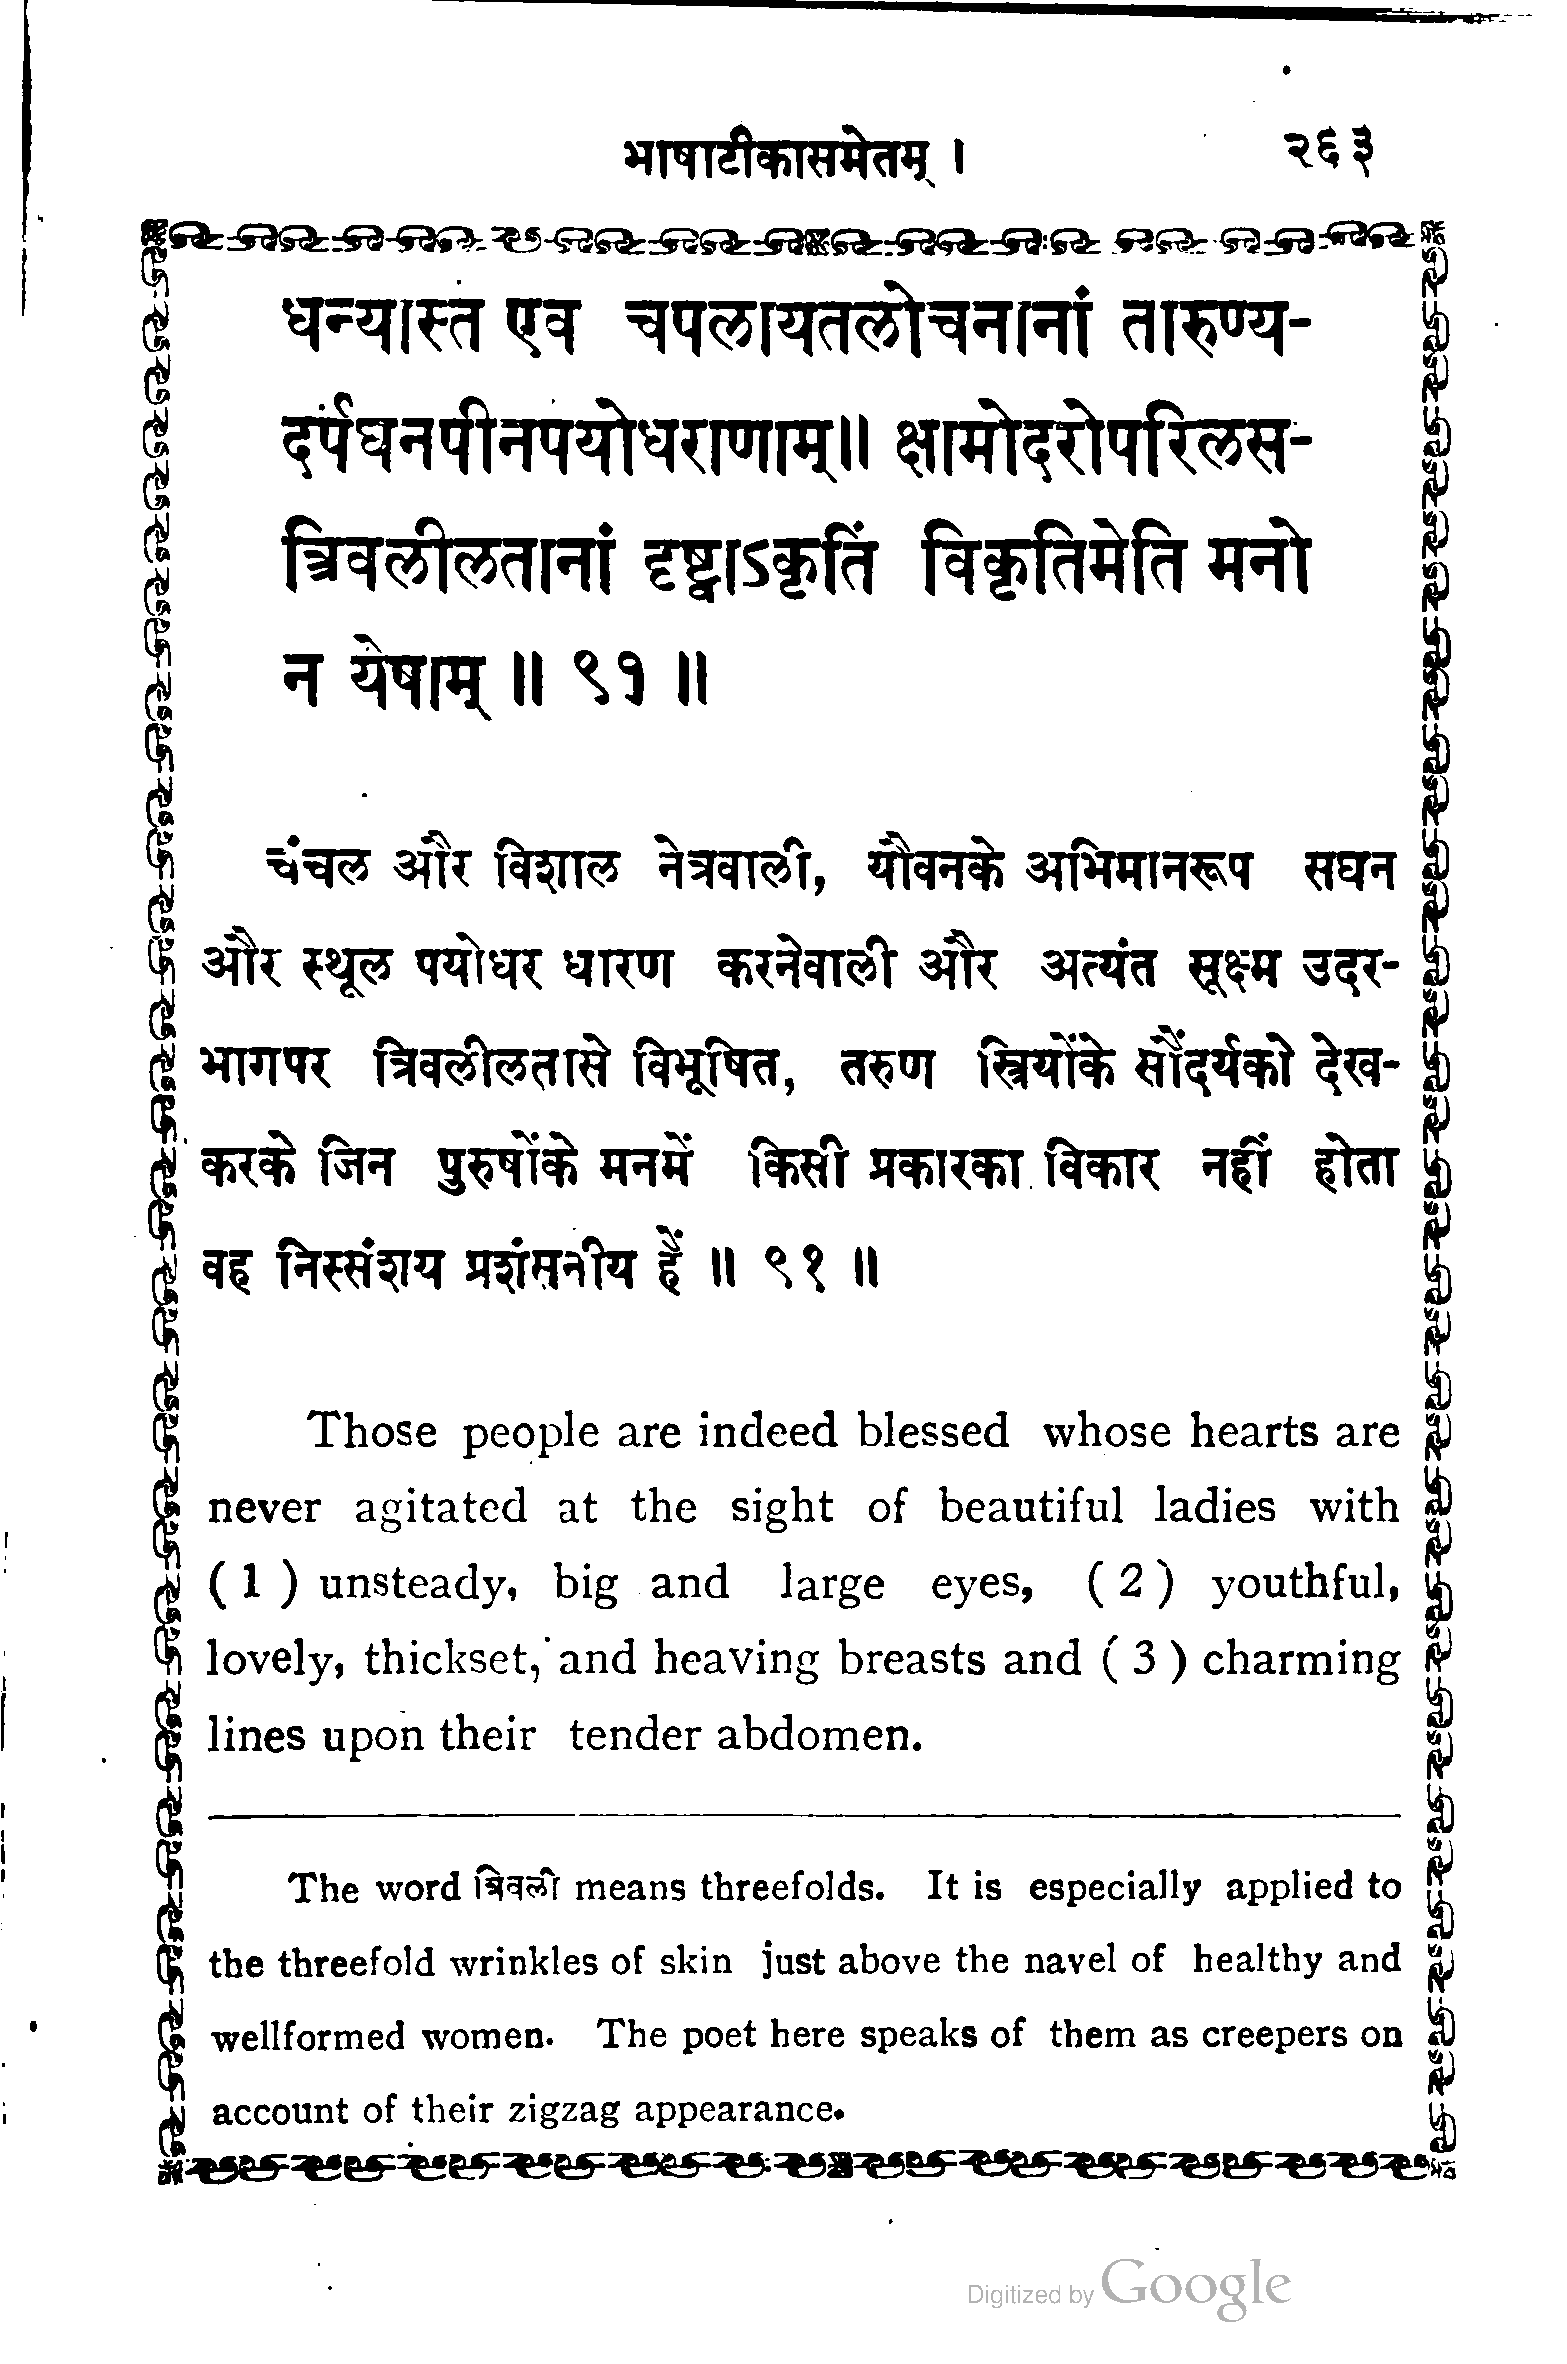 भाषाटीकासमेतम् । २६३
धन्यास्त एव चपलायतलोचनानां तारुण्य-
दर्पघनपीनपयोधराणाम्॥ क्षामोदरोपरिलस-
त्रिवलीलतानां दृष्ट्वाऽकृतिं विकृतिमेति मनो
न येषाम् ॥ ९१ ॥
चंचल और विशाल नेत्रवाली, यौवनके अभिमानरूप सघन
और स्थूल पयोधर धारण करनेवाली और अत्यंत सूक्ष्म उदर-
भागपर त्रिवलीलतासे विभूषित, तरुण स्त्रियोंके सौंदर्यको देख-
करके जिन पुरुषोंके मनमें किसी प्रकारका विकार नहीं होता
वह निस्संशय प्रशंसनीय हैं ॥ ९१ ॥
Those people are indeed blessed whose hearts are
never agitated at the sight of beautiful ladies with
( 1 ) unsteady, big and large eyes, ( 2 ) youthful,
lovely, thickset, and heaving breasts and ( 3 ) charming
lines upon their tender abdomen.
The word त्रिवली means threefolds. It is especially applied to
the threefold wrinkles of skin just above the navel of healthy and
wellformed women. The poet here speaks of them as creepers on
account of their zigzag appearance.
Digitized by Google